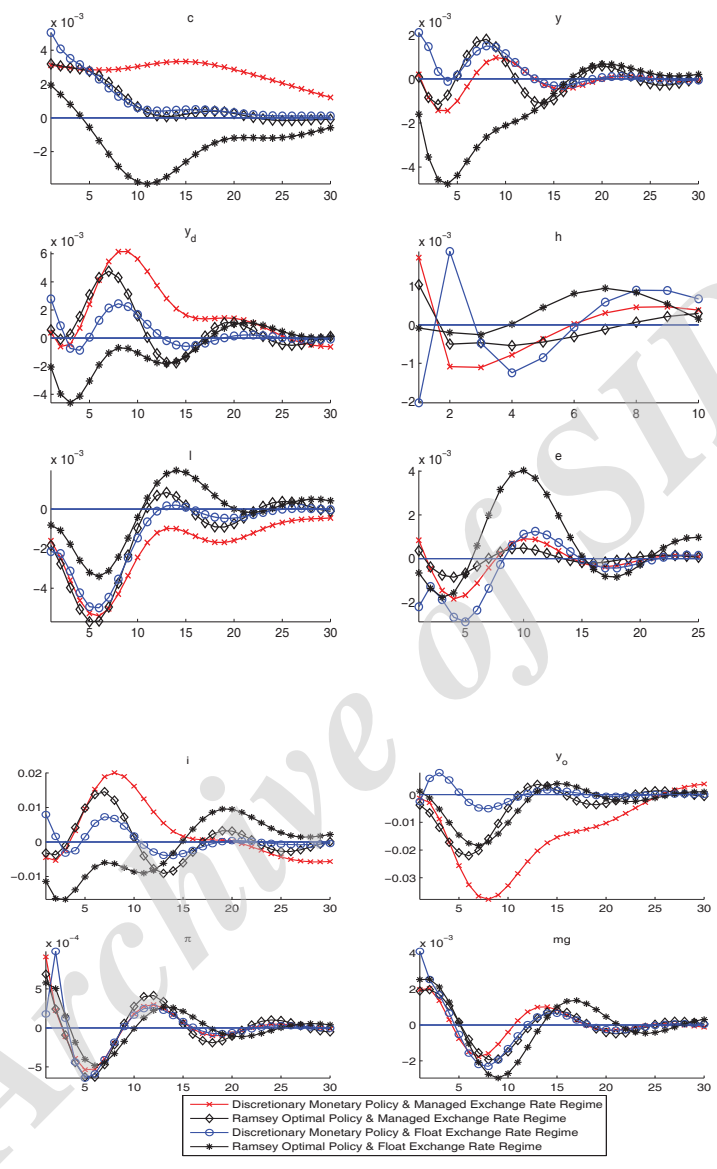 c y
x 10⁻³ x 10⁻³
4
2
0
−2
5 10 15 20 25 30
2
0
−2
−4
5 10 15 20 25 30
y_d h
x 10⁻³ x 10⁻³
6
4
2
0
−2
−4
5 10 15 20 25 30
1
0
−1
−2
2 4 6 8 10
l e
x 10⁻³ x 10⁻³
0
−2
−4
5 10 15 20 25 30
4
2
0
−2
5 10 15 20 25
i y_o
0.02
0.01
0
−0.01
5 10 15 20 25 30
0
−0.01
−0.02
−0.03
5 10 15 20 25 30
π mg
x 10⁻⁴ x 10⁻³
5
0
−5
5 10 15 20 25 30
4
2
0
−2
5 10 15 20 25 30
Discretionary Monetary Policy & Managed Exchange Rate Regime
Ramsey Optimal Policy & Managed Exchange Rate Regime
Discretionary Monetary Policy & Float Exchange Rate Regime
Ramsey Optimal Policy & Float Exchange Rate Regime
Archive of SID